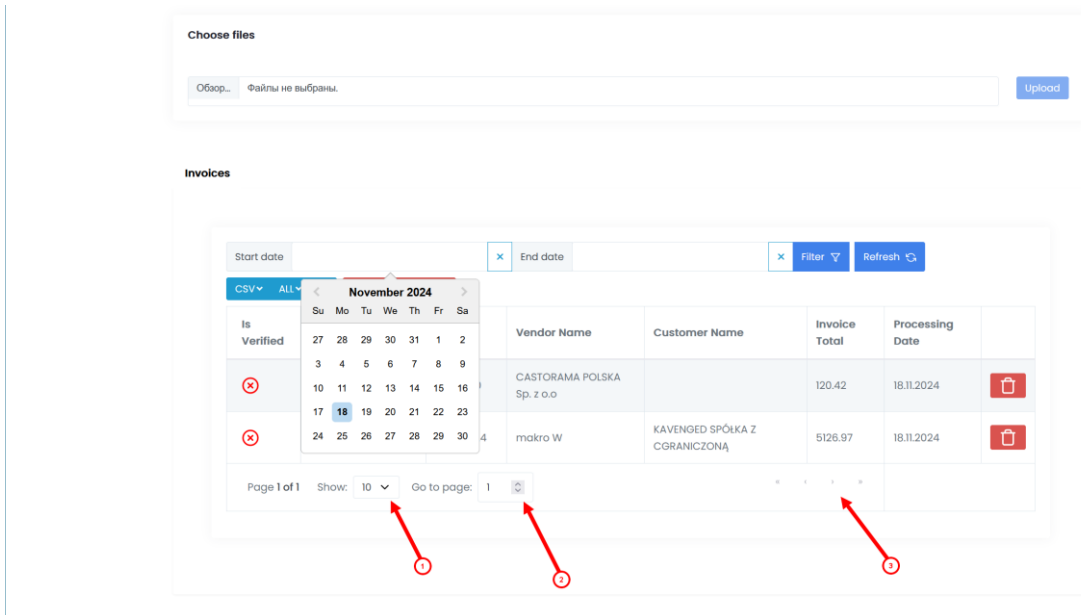 Choose files
Обзор... Файлы не выбраны.
Upload
Invoices
Start date
×
End date
×
Filter
Refresh
CSV
ALL
November 2024
Su Mo Tu We Th Fr Sa
27 28 29 30 31 1 2
3 4 5 6 7 8 9
10 11 12 13 14 15 16
17 18 19 20 21 22 23
24 25 26 27 28 29 30
Is
Verified
Vendor Name
Customer Name
Invoice
Total
Processing
Date
CASTORAMA POLSKA
Sp. z o.o
120.42
18.11.2024
4
makro W
KAVENGED SPÓŁKA Z
CGRANICZONĄ
5126.97
18.11.2024
Page 1 of 1 Show: 10 Go to page: 1
« ‹ › »
1
2
3